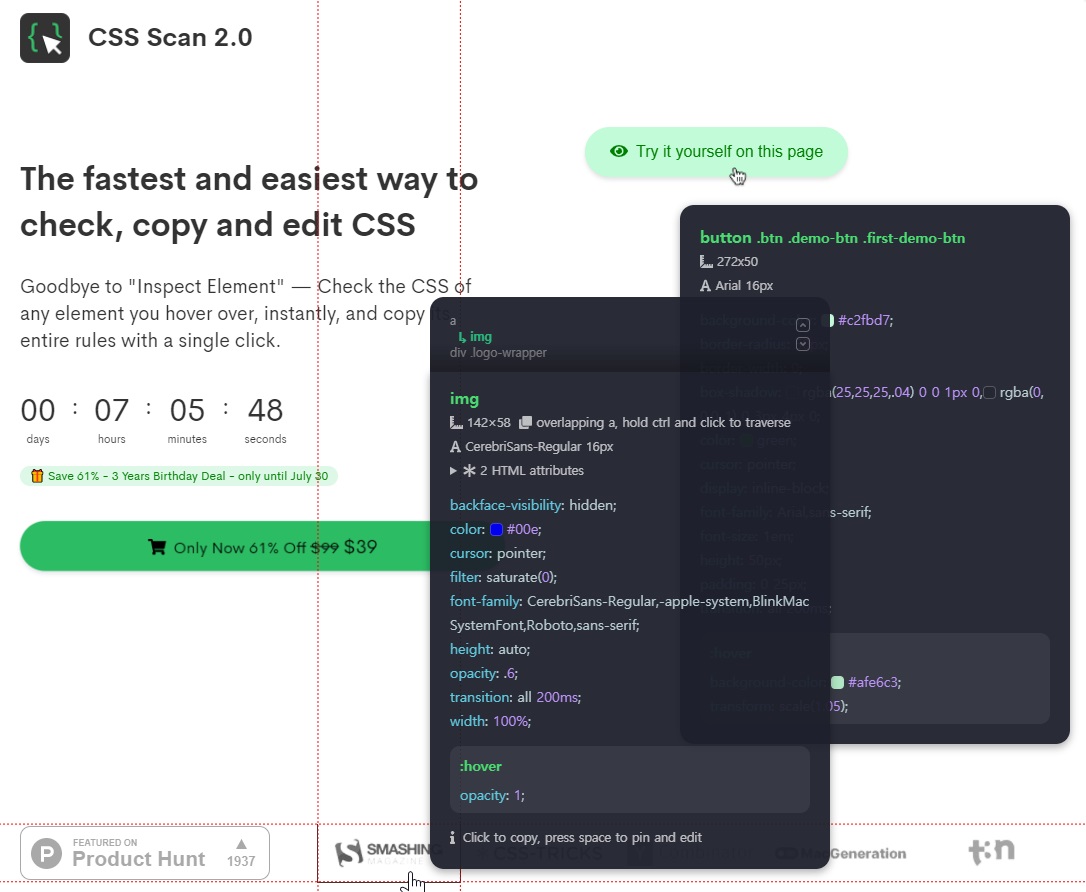 CSS Scan 2.0
Try it yourself on this page
The fastest and easiest way to
check, copy and edit CSS
Goodbye to "Inspect Element" — Check the CSS of
any element you hover over, instantly, and copy its
entire rules with a single click.
00 : 07 : 05 : 48
days hours minutes seconds
Save 61% - 3 Years Birthday Deal - only until July 30
Only Now 61% Off $99 $39
button .btn .demo-btn .first-demo-btn
272x50
Arial 16px
background-color: #c2fbd7;
rgba(25,25,25,.04) 0 0 1px 0, rgba(0,
color: green;
cursor: pointer;
display: inline-block;
font-family: Arial,sans-serif;
font-size: 1em;
height: 50px;
padding: 0 25px;
:hover
background-color: #afe6c3;
transform: scale(1.05);
a
img
div .logo-wrapper
img
142×58 overlapping a, hold ctrl and click to traverse
A CerebriSans-Regular 16px
2 HTML attributes
backface-visibility: hidden;
color: #00e;
cursor: pointer;
filter: saturate(0);
font-family: CerebriSans-Regular,-apple-system,BlinkMac
SystemFont,Roboto,sans-serif;
height: auto;
opacity: .6;
transition: all 200ms;
width: 100%;
:hover
opacity: 1;
Click to copy, press space to pin and edit
FEATURED ON
Product Hunt
1937
SMASHING
MAGAZINE
CSS-TRICKS
MacGeneration
t3n